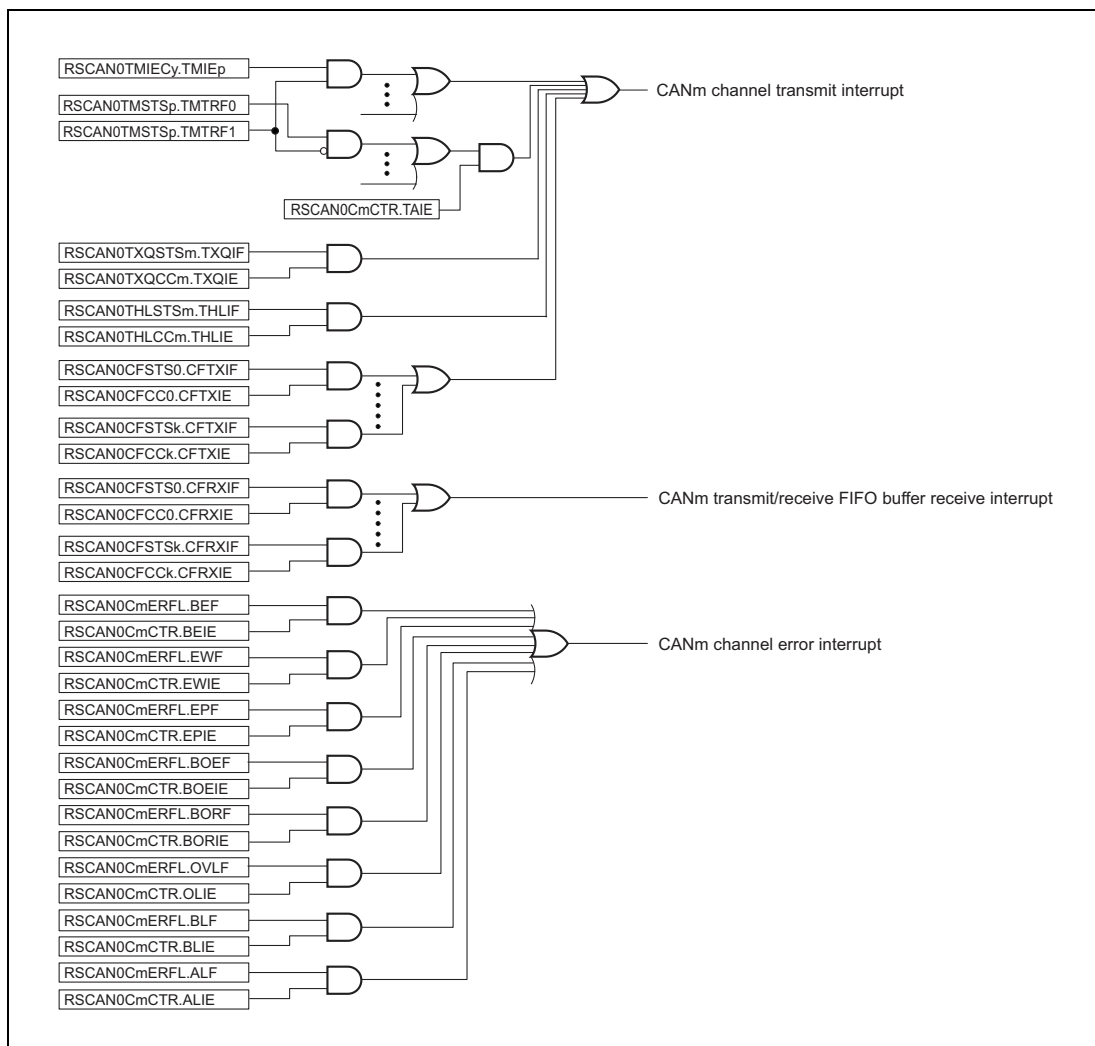 RSCAN0TMIECy.TMIEp
RSCAN0TMSTSp.TMTRF0
RSCAN0TMSTSp.TMTRF1
CANm channel transmit interrupt
RSCAN0CmCTR.TAIE
RSCAN0TXQSTSm.TXQIF
RSCAN0TXQCCm.TXQIE
RSCAN0THLSTSm.THLIF
RSCAN0THLCCm.THLIE
RSCAN0CFSTS0.CFTXIF
RSCAN0CFCC0.CFTXIE
RSCAN0CFSTSk.CFTXIF
RSCAN0CFCCk.CFTXIE
RSCAN0CFSTS0.CFRXIF
RSCAN0CFCC0.CFRXIE
CANm transmit/receive FIFO buffer receive interrupt
RSCAN0CFSTSk.CFRXIF
RSCAN0CFCCk.CFRXIE
RSCAN0CmERFL.BEF
RSCAN0CmCTR.BEIE
CANm channel error interrupt
RSCAN0CmERFL.EWF
RSCAN0CmCTR.EWIE
RSCAN0CmERFL.EPF
RSCAN0CmCTR.EPIE
RSCAN0CmERFL.BOEF
RSCAN0CmCTR.BOEIE
RSCAN0CmERFL.BORF
RSCAN0CmCTR.BORIE
RSCAN0CmERFL.OVLF
RSCAN0CmCTR.OLIE
RSCAN0CmERFL.BLF
RSCAN0CmCTR.BLIE
RSCAN0CmERFL.ALF
RSCAN0CmCTR.ALIE